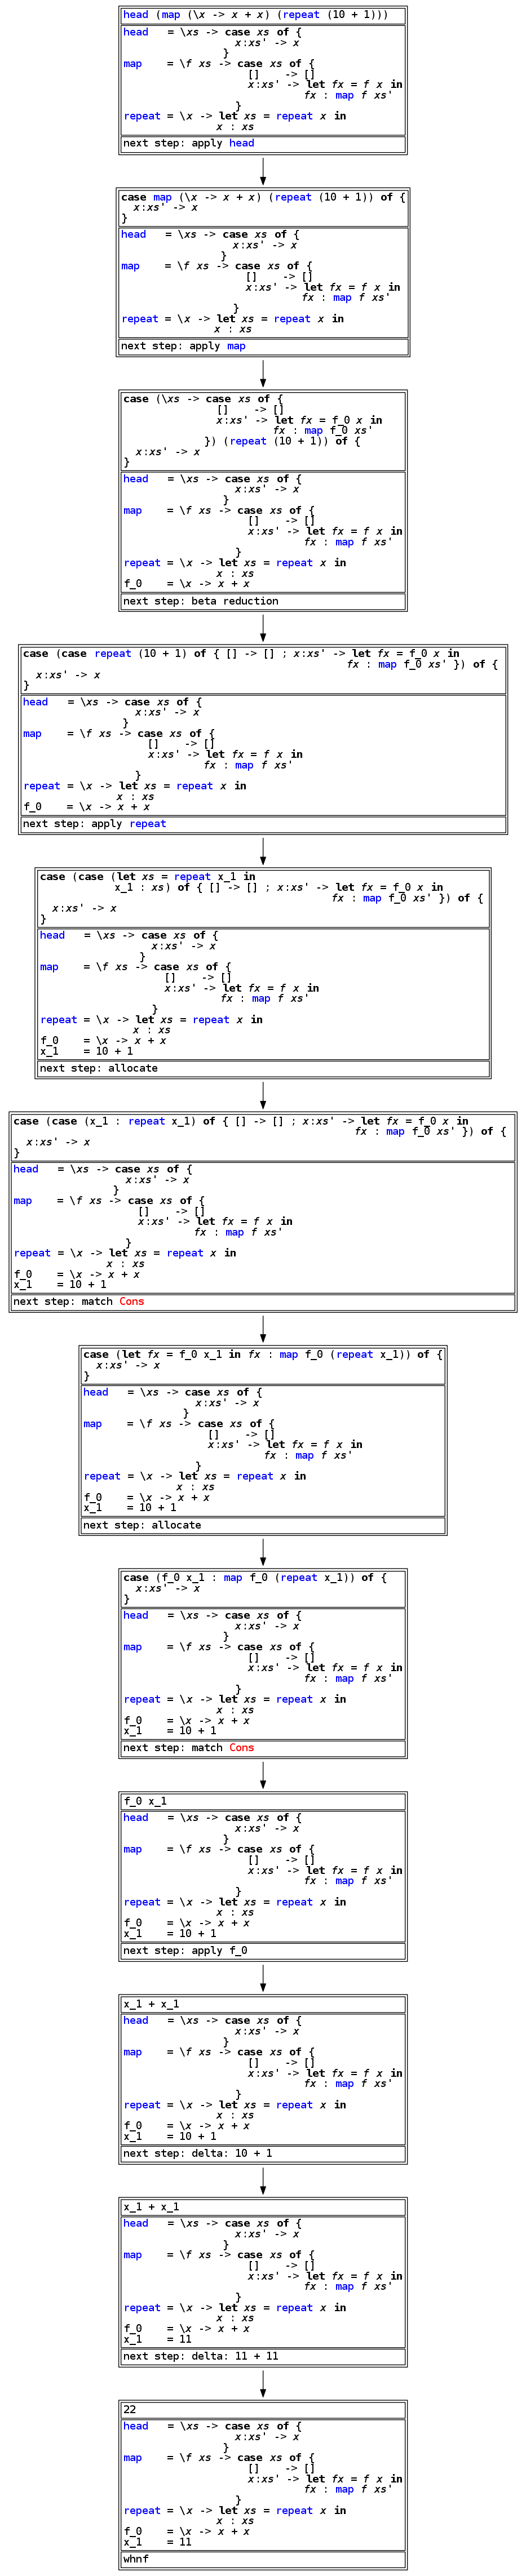 head (map (\x -> x + x) (repeat (10 + 1)))
head   = \xs -> case xs of {
                  x:xs' -> x
                }
map    = \f xs -> case xs of {
                    []    -> []
                    x:xs' -> let fx = f x in
                             fx : map f xs'
                  }
repeat = \x -> let xs = repeat x in
               x : xs
next step: apply head
case map (\x -> x + x) (repeat (10 + 1)) of {
  x:xs' -> x
}
head   = \xs -> case xs of {
                  x:xs' -> x
                }
map    = \f xs -> case xs of {
                    []    -> []
                    x:xs' -> let fx = f x in
                             fx : map f xs'
                  }
repeat = \x -> let xs = repeat x in
               x : xs
next step: apply map
case (\xs -> case xs of {
               []    -> []
               x:xs' -> let fx = f_0 x in
                        fx : map f_0 xs'
             }) (repeat (10 + 1)) of {
  x:xs' -> x
}
head   = \xs -> case xs of {
                  x:xs' -> x
                }
map    = \f xs -> case xs of {
                    []    -> []
                    x:xs' -> let fx = f x in
                             fx : map f xs'
                  }
repeat = \x -> let xs = repeat x in
               x : xs
f_0    = \x -> x + x
next step: beta reduction
case (case repeat (10 + 1) of { [] -> [] ; x:xs' -> let fx = f_0 x in
                                                    fx : map f_0 xs' }) of {
  x:xs' -> x
}
head   = \xs -> case xs of {
                  x:xs' -> x
                }
map    = \f xs -> case xs of {
                    []    -> []
                    x:xs' -> let fx = f x in
                             fx : map f xs'
                  }
repeat = \x -> let xs = repeat x in
               x : xs
f_0    = \x -> x + x
next step: apply repeat
case (case (let xs = repeat x_1 in
            x_1 : xs) of { [] -> [] ; x:xs' -> let fx = f_0 x in
                                               fx : map f_0 xs' }) of {
  x:xs' -> x
}
head   = \xs -> case xs of {
                  x:xs' -> x
                }
map    = \f xs -> case xs of {
                    []    -> []
                    x:xs' -> let fx = f x in
                             fx : map f xs'
                  }
repeat = \x -> let xs = repeat x in
               x : xs
f_0    = \x -> x + x
x_1    = 10 + 1
next step: allocate
case (case (x_1 : repeat x_1) of { [] -> [] ; x:xs' -> let fx = f_0 x in
                                                       fx : map f_0 xs' }) of {
  x:xs' -> x
}
head   = \xs -> case xs of {
                  x:xs' -> x
                }
map    = \f xs -> case xs of {
                    []    -> []
                    x:xs' -> let fx = f x in
                             fx : map f xs'
                  }
repeat = \x -> let xs = repeat x in
               x : xs
f_0    = \x -> x + x
x_1    = 10 + 1
next step: match Cons
case (let fx = f_0 x_1 in fx : map f_0 (repeat x_1)) of {
  x:xs' -> x
}
head   = \xs -> case xs of {
                  x:xs' -> x
                }
map    = \f xs -> case xs of {
                    []    -> []
                    x:xs' -> let fx = f x in
                             fx : map f xs'
                  }
repeat = \x -> let xs = repeat x in
               x : xs
f_0    = \x -> x + x
x_1    = 10 + 1
next step: allocate
case (f_0 x_1 : map f_0 (repeat x_1)) of {
  x:xs' -> x
}
head   = \xs -> case xs of {
                  x:xs' -> x
                }
map    = \f xs -> case xs of {
                    []    -> []
                    x:xs' -> let fx = f x in
                             fx : map f xs'
                  }
repeat = \x -> let xs = repeat x in
               x : xs
f_0    = \x -> x + x
x_1    = 10 + 1
next step: match Cons
f_0 x_1
head   = \xs -> case xs of {
                  x:xs' -> x
                }
map    = \f xs -> case xs of {
                    []    -> []
                    x:xs' -> let fx = f x in
                             fx : map f xs'
                  }
repeat = \x -> let xs = repeat x in
               x : xs
f_0    = \x -> x + x
x_1    = 10 + 1
next step: apply f_0
x_1 + x_1
head   = \xs -> case xs of {
                  x:xs' -> x
                }
map    = \f xs -> case xs of {
                    []    -> []
                    x:xs' -> let fx = f x in
                             fx : map f xs'
                  }
repeat = \x -> let xs = repeat x in
               x : xs
f_0    = \x -> x + x
x_1    = 10 + 1
next step: delta: 10 + 1
x_1 + x_1
head   = \xs -> case xs of {
                  x:xs' -> x
                }
map    = \f xs -> case xs of {
                    []    -> []
                    x:xs' -> let fx = f x in
                             fx : map f xs'
                  }
repeat = \x -> let xs = repeat x in
               x : xs
f_0    = \x -> x + x
x_1    = 11
next step: delta: 11 + 11
22
head   = \xs -> case xs of {
                  x:xs' -> x
                }
map    = \f xs -> case xs of {
                    []    -> []
                    x:xs' -> let fx = f x in
                             fx : map f xs'
                  }
repeat = \x -> let xs = repeat x in
               x : xs
f_0    = \x -> x + x
x_1    = 11
whnf